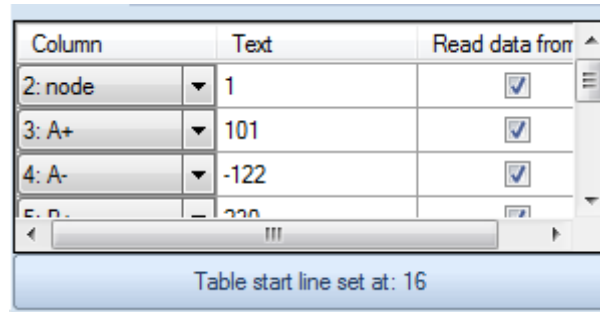 Column Text Read data from
2: node 1
3: A+ 101
4: A- -122
Table start line set at: 16